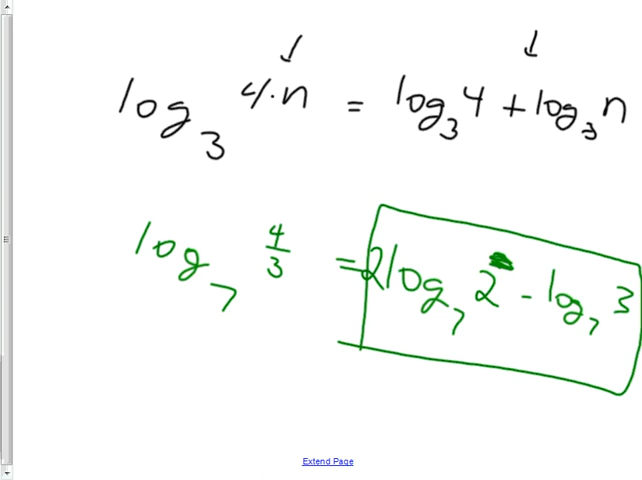 log₃ 4·n = log₃ 4 + log₃ n
log₇ 4/3 = 2log₇ 2 - log₇ 3
Extend Page